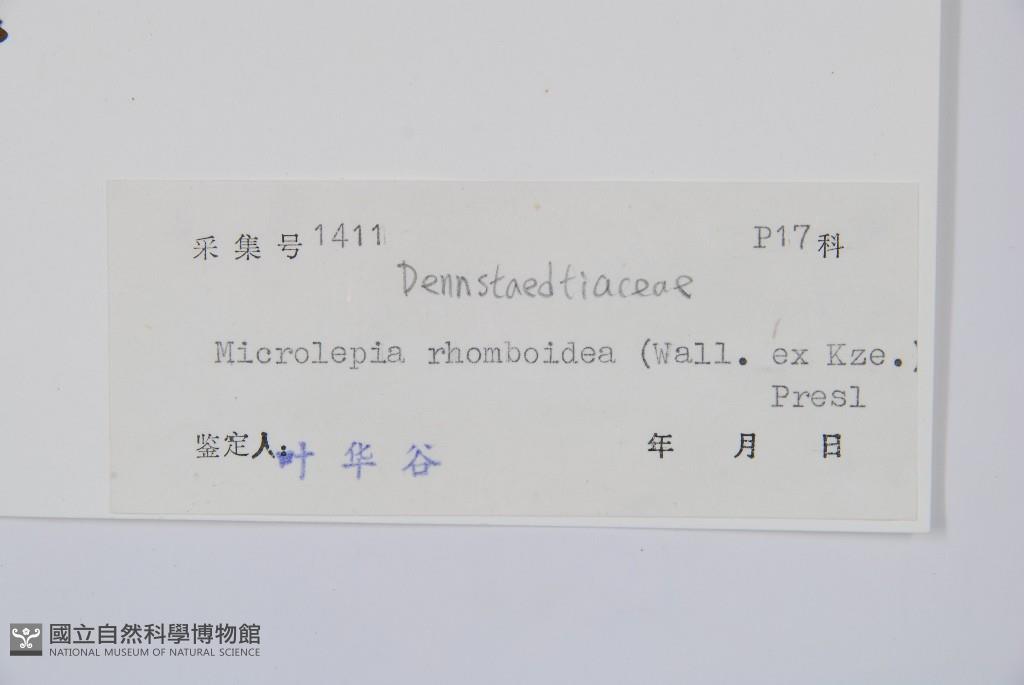 采集号 1411 P17 科
Dennstaedtiaceae
Microlepia rhomboidea (Wall. ex Kze.)
Presl
鉴定人: 叶华谷 年 月 日
國立自然科學博物館
NATIONAL MUSEUM OF NATURAL SCIENCE